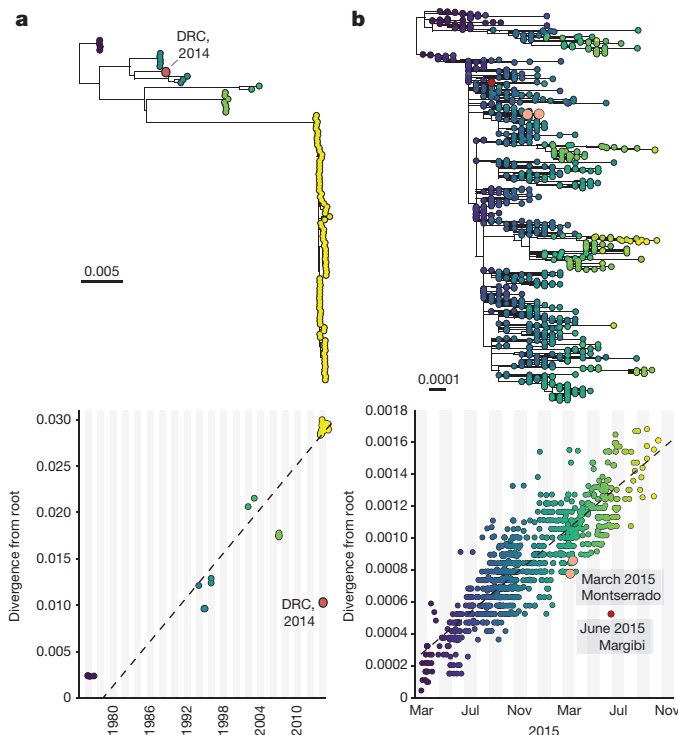 a
DRC,
2014
0.005
b
0.0001
0.030
0.025
0.020
0.015
0.010
0.005
0
Divergence from root
DRC,
2014
1980
1986
1992
1998
2004
2010
0.0018
0.0016
0.0014
0.0012
0.0010
0.0008
0.0006
0.0004
0.0002
0
Divergence from root
March 2015
Montserrado
June 2015
Margibi
Mar
Jul
Nov
Mar
Jul
Nov
2015